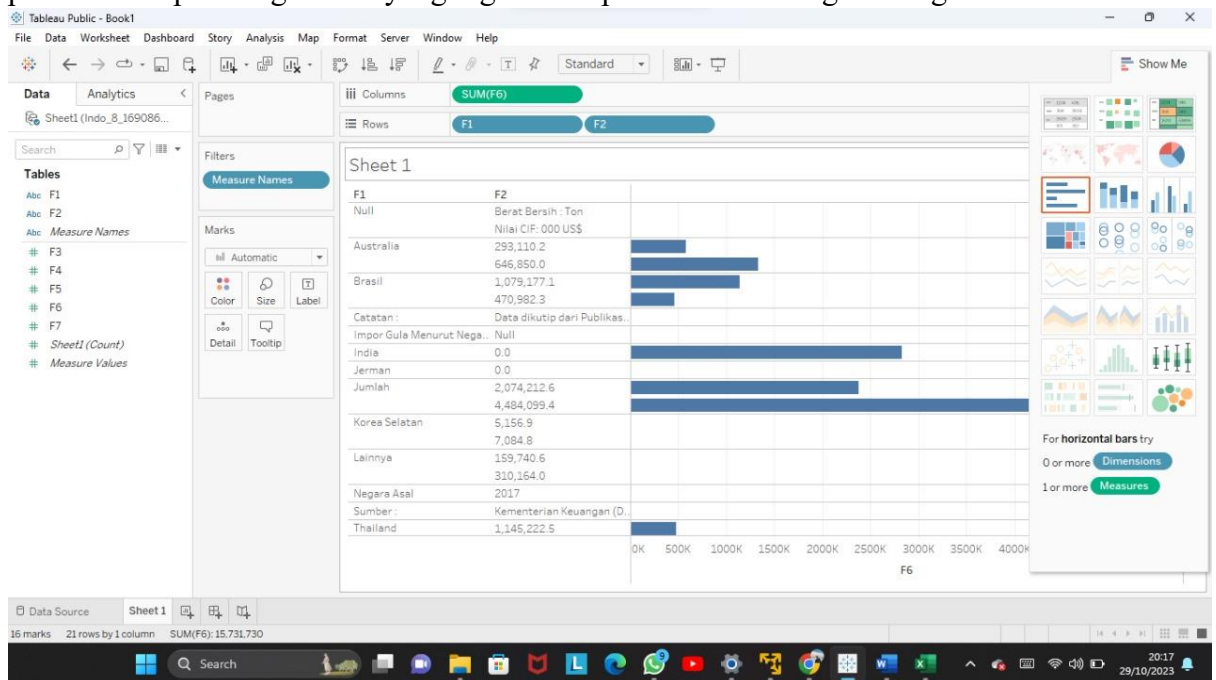 Tableau Public - Book1
File Data Worksheet Dashboard Story Analysis Map Format Server Window Help
Standard
Show Me
Data Analytics
Pages
Columns SUM(F6)
Sheet1 (Indo_8_169086...
Rows F1 F2
Search
Filters
Measure Names
Sheet 1
Tables
Abc F1
Abc F2
Abc Measure Names
# F3
# F4
# F5
# F6
# F7
# Sheet1 (Count)
# Measure Values
Marks
Automatic
Color Size Label
Detail Tooltip
F1 F2
Null Berat Bersih : Ton
Nilai CIF: 000 US$
Australia 293,110.2
646,850.0
Brasil 1,079,177.1
470,982.3
Catatan : Data dikutip dari Publikas..
Impor Gula Menurut Nega.. Null
India 0.0
Jerman 0.0
Jumlah 2,074,212.6
4,484,099.4
Korea Selatan 5,156.9
7,084.8
Lainnya 159,740.6
310,164.0
Negara Asal 2017
Sumber : Kementerian Keuangan (D..
Thailand 1,145,222.5
0K 500K 1000K 1500K 2000K 2500K 3000K 3500K 4000K
F6
For horizontal bars try
0 or more Dimensions
1 or more Measures
Data Source Sheet 1
16 marks 21 rows by 1 column SUM(F6): 15,731,730
Search
20:17
29/10/2023